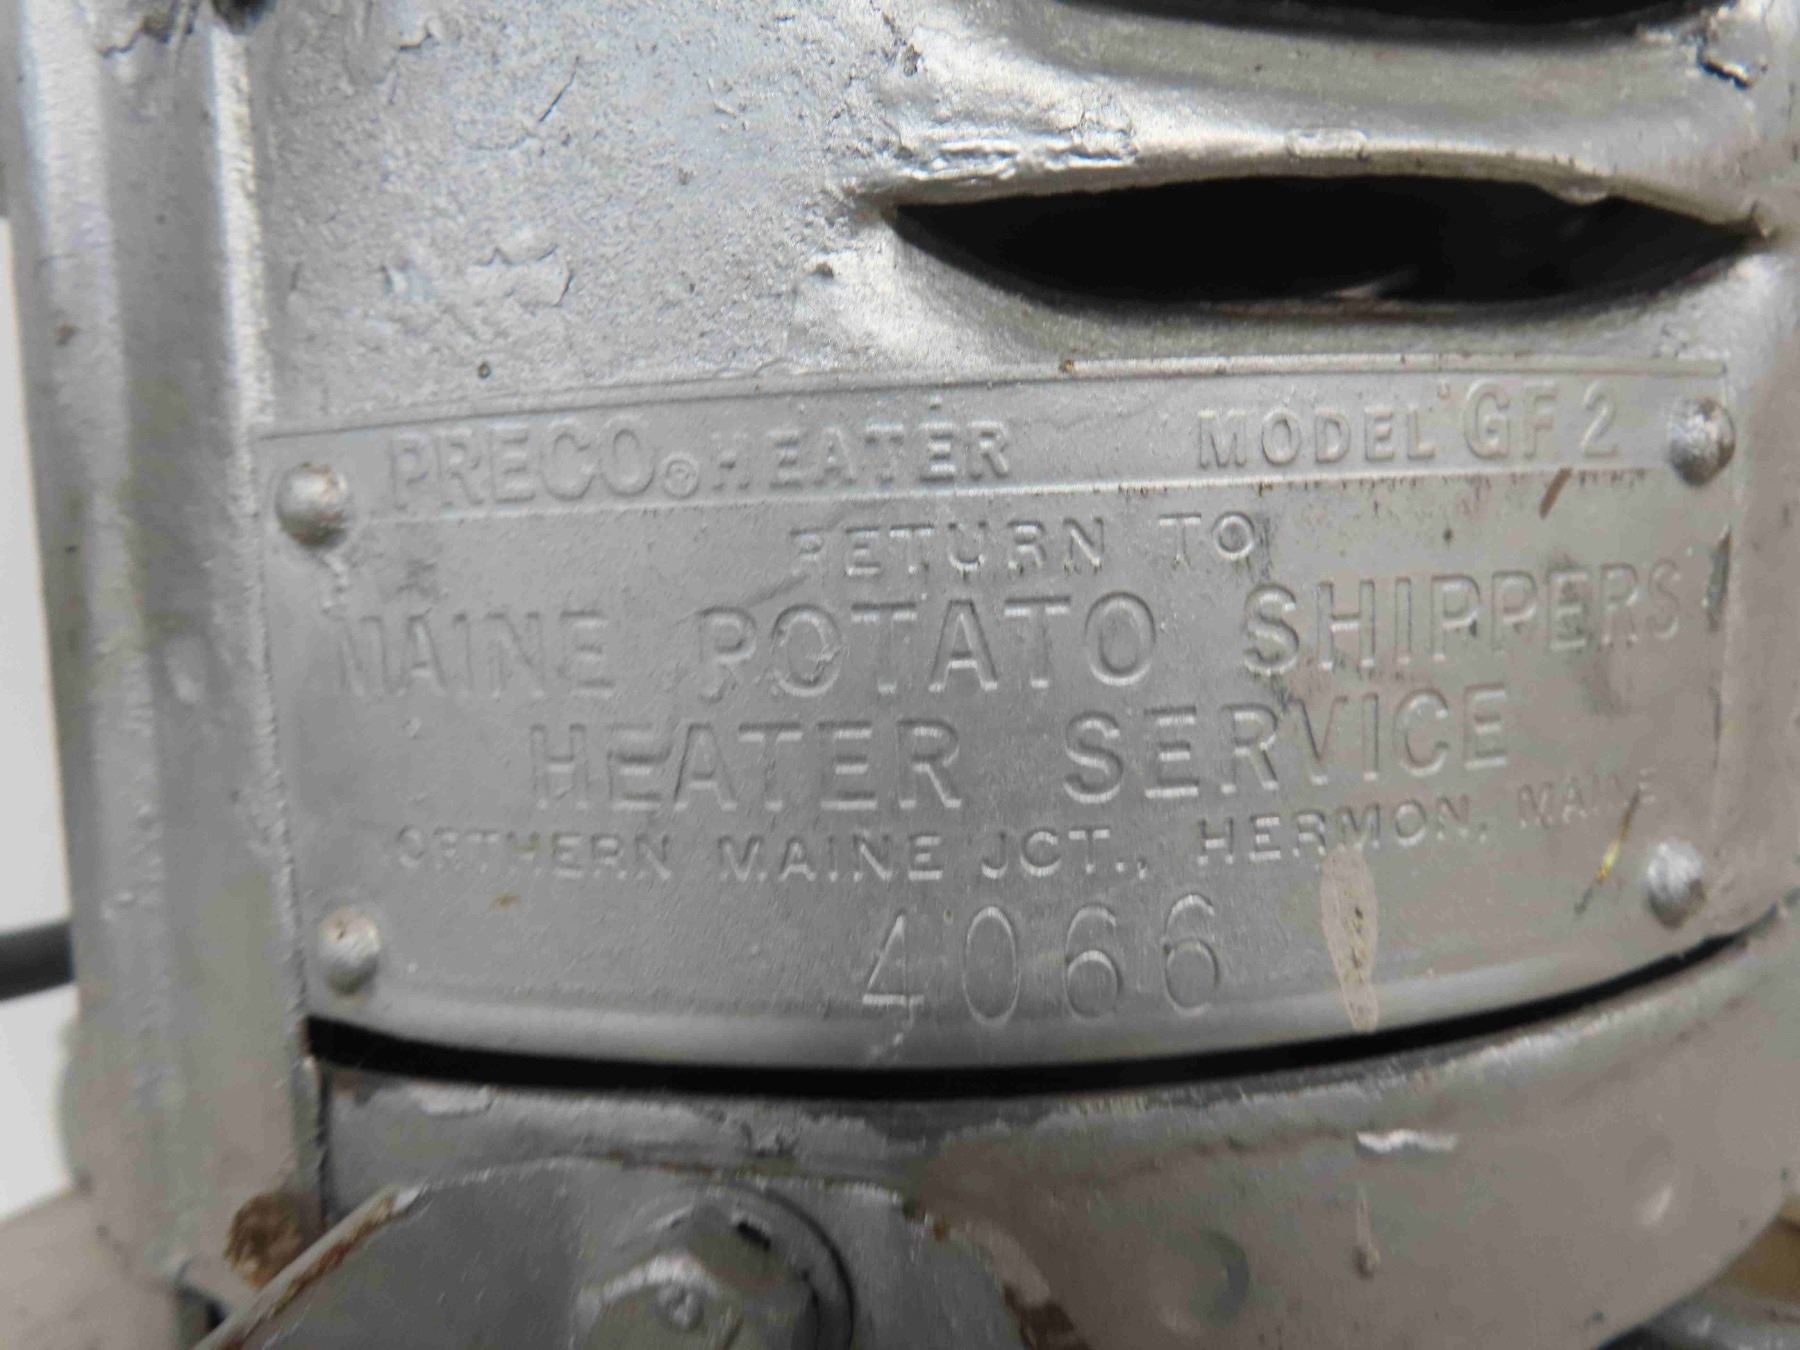 PRECO® HEATER MODEL GF 2
RETURN TO
MAINE POTATO SHIPPERS
HEATER SERVICE
ORTHERN MAINE JCT., HERMON, MAINE
4066